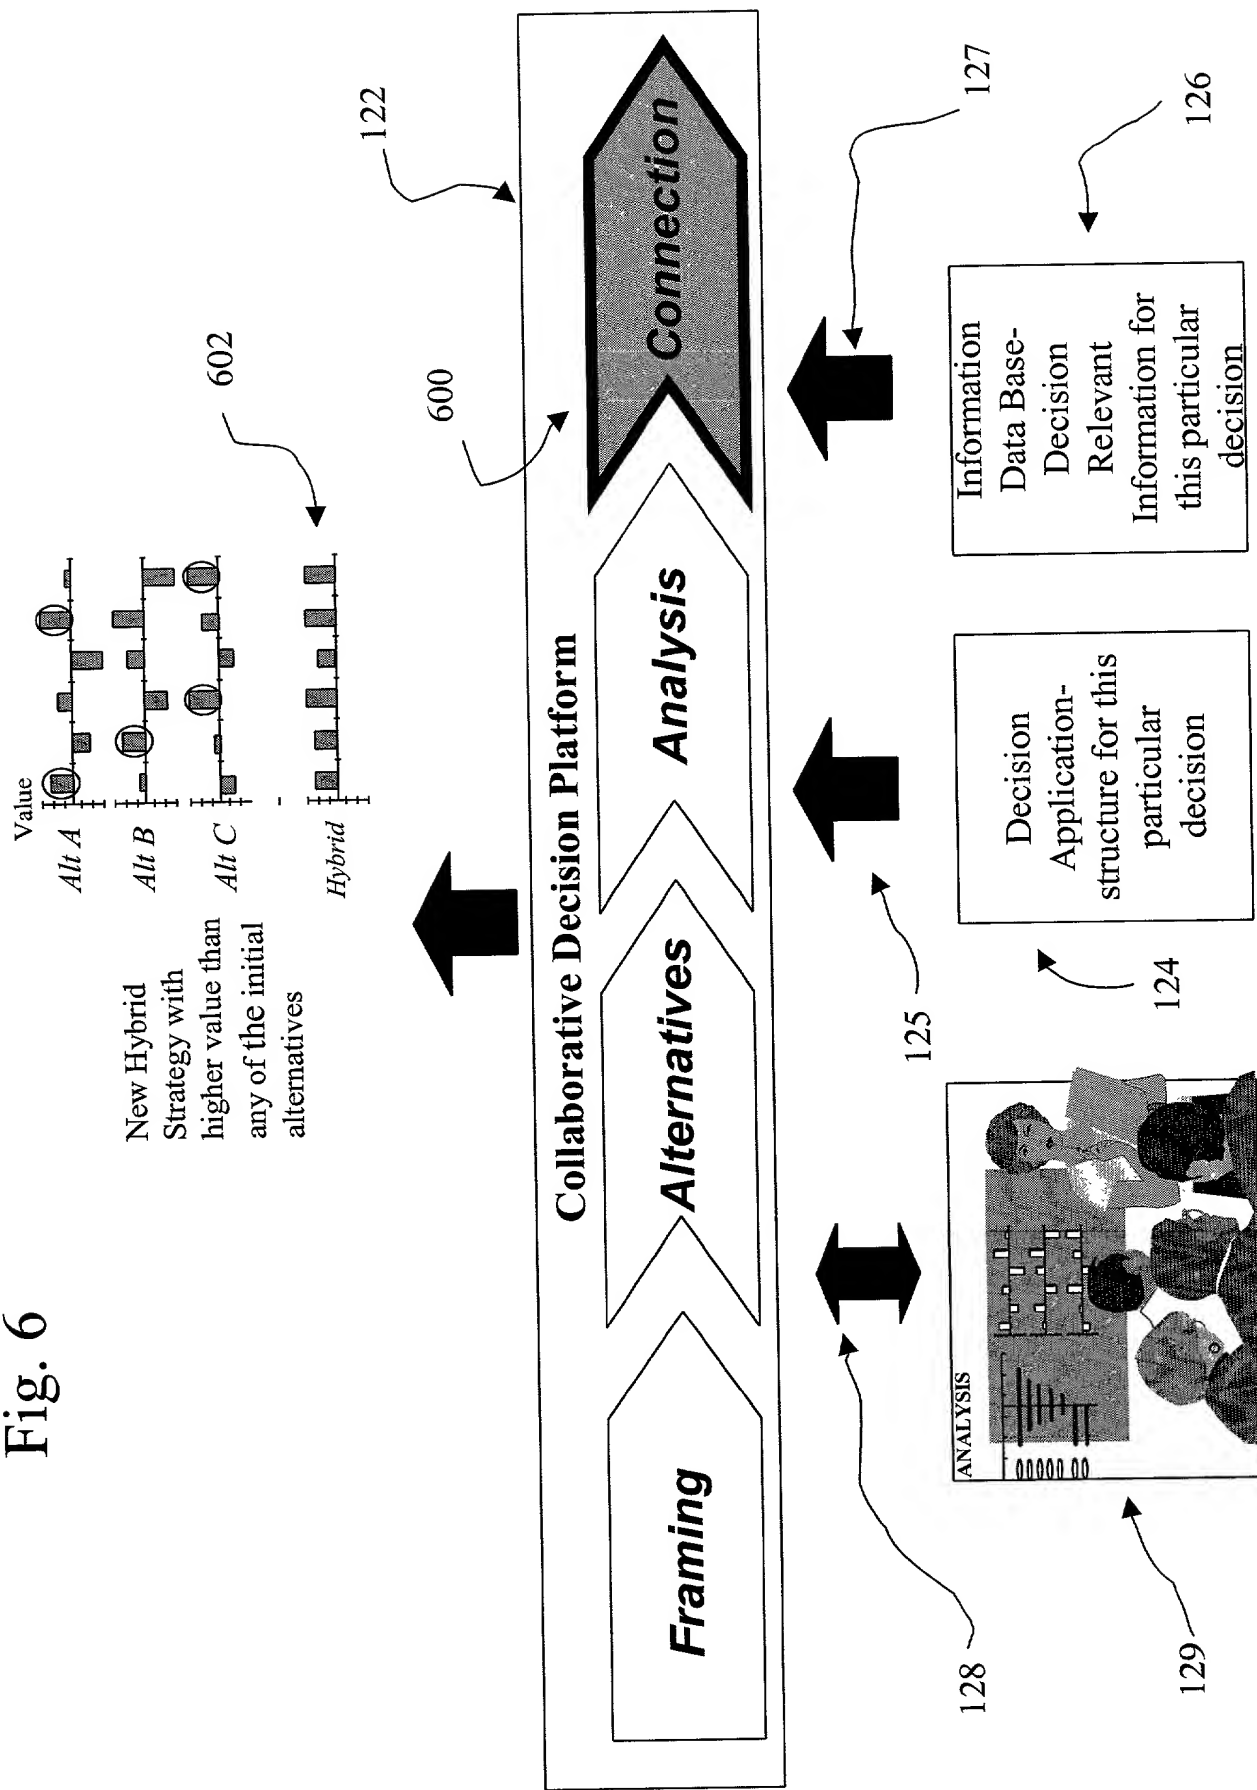 Fig. 6
New Hybrid
Strategy with
higher value than
any of the initial
alternatives
Value
Alt A
Alt B
Alt C
Hybrid
602
122
600
Collaborative Decision Platform
Framing
Alternatives
Analysis
Connection
128
125
127
129
ANALYSIS
124
Decision
Application-
structure for this
particular
decision
126
Information
Data Base-
Decision
Relevant
Information for
this particular
decision